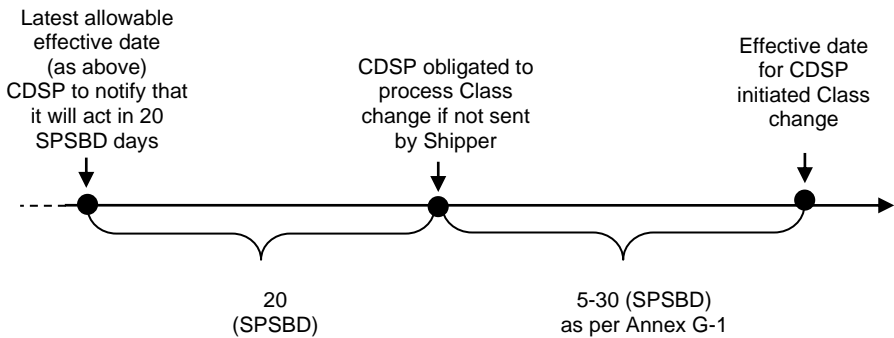 Latest allowable
effective date
(as above)
CDSP to notify that
it will act in 20
SPSBD days
CDSP obligated to
process Class
change if not sent
by Shipper
Effective date
for CDSP
initiated Class
change
20
(SPSBD)
5-30 (SPSBD)
as per Annex G-1